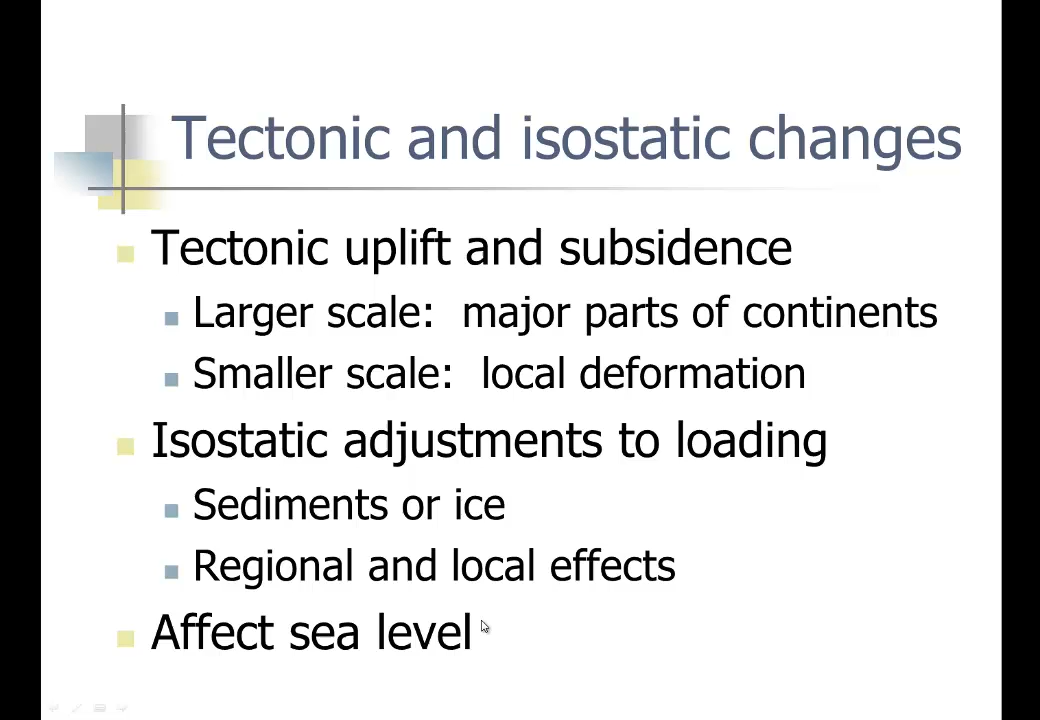 Tectonic and isostatic changes
Tectonic uplift and subsidence
Larger scale: major parts of continents
Smaller scale: local deformation
Isostatic adjustments to loading
Sediments or ice
Regional and local effects
Affect sea level